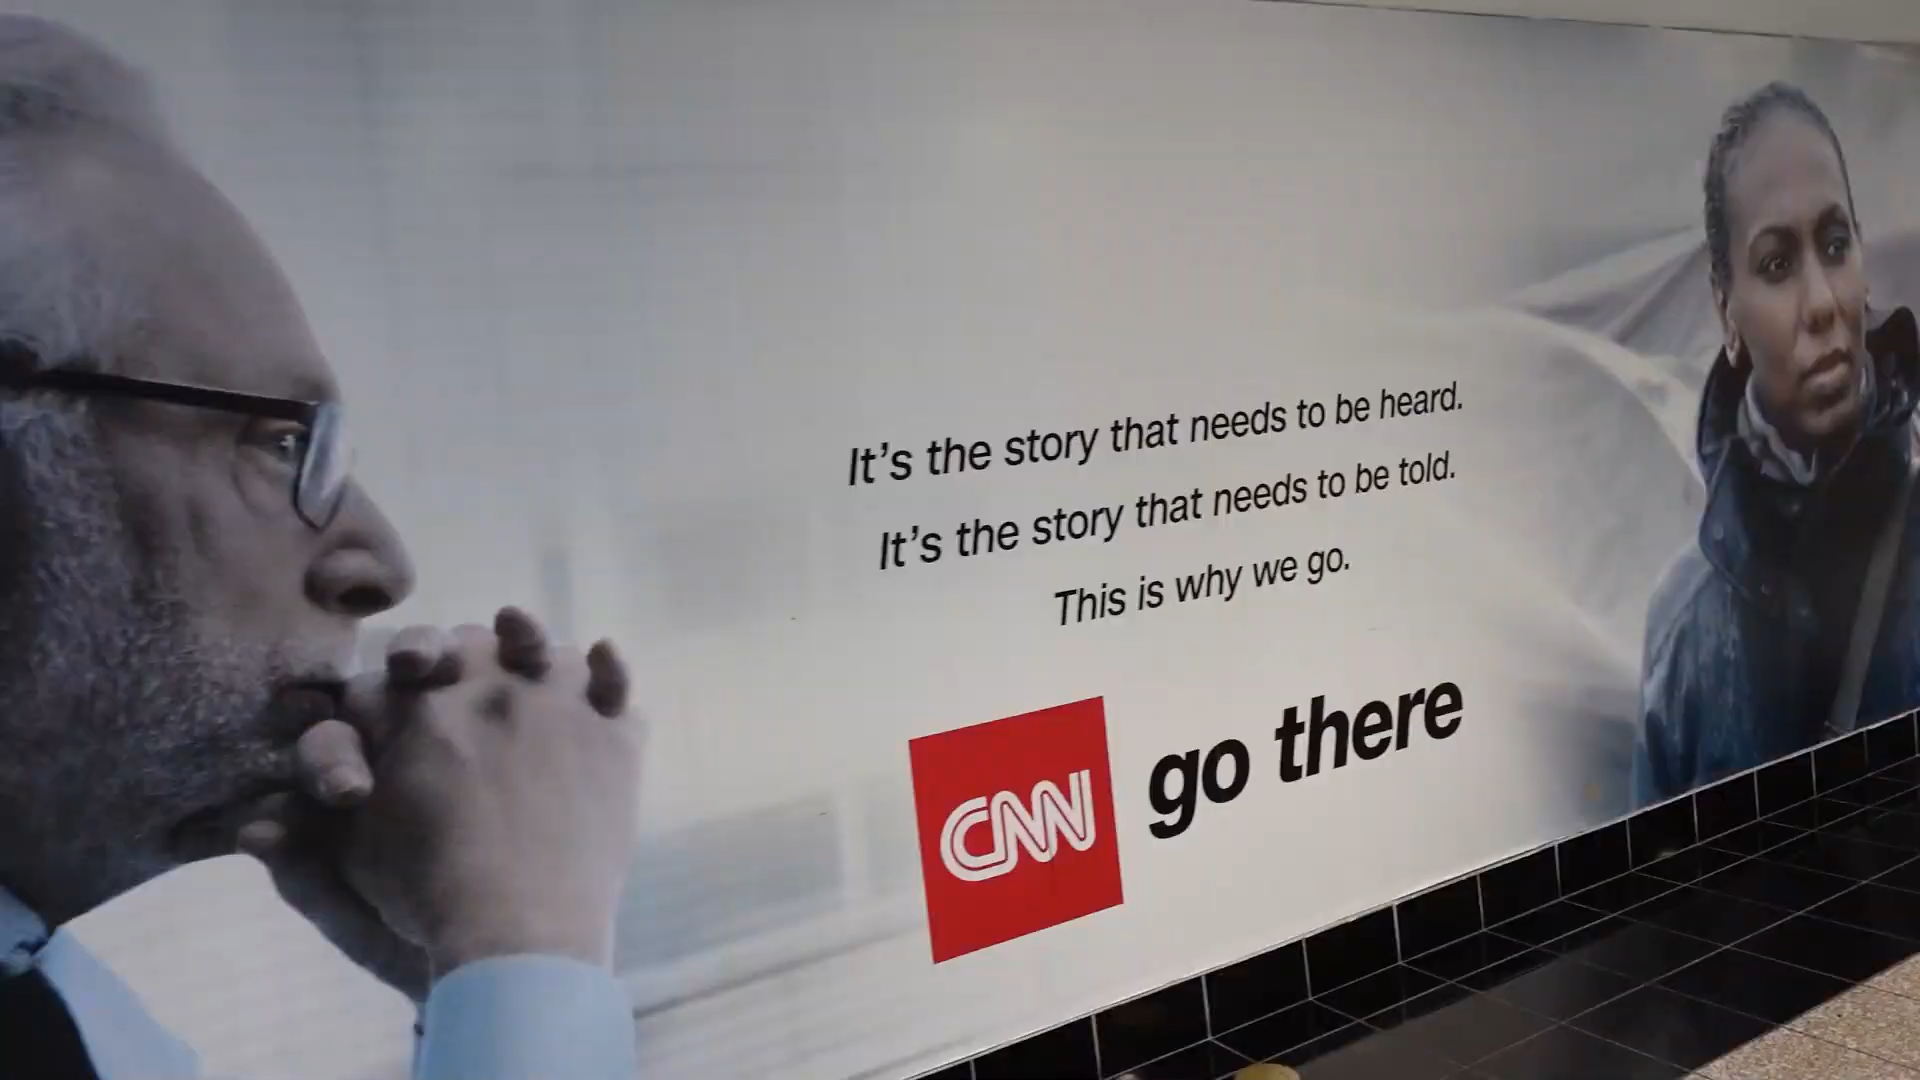 It's the story that needs to be heard.
It's the story that needs to be told.
This is why we go.
CNN go there